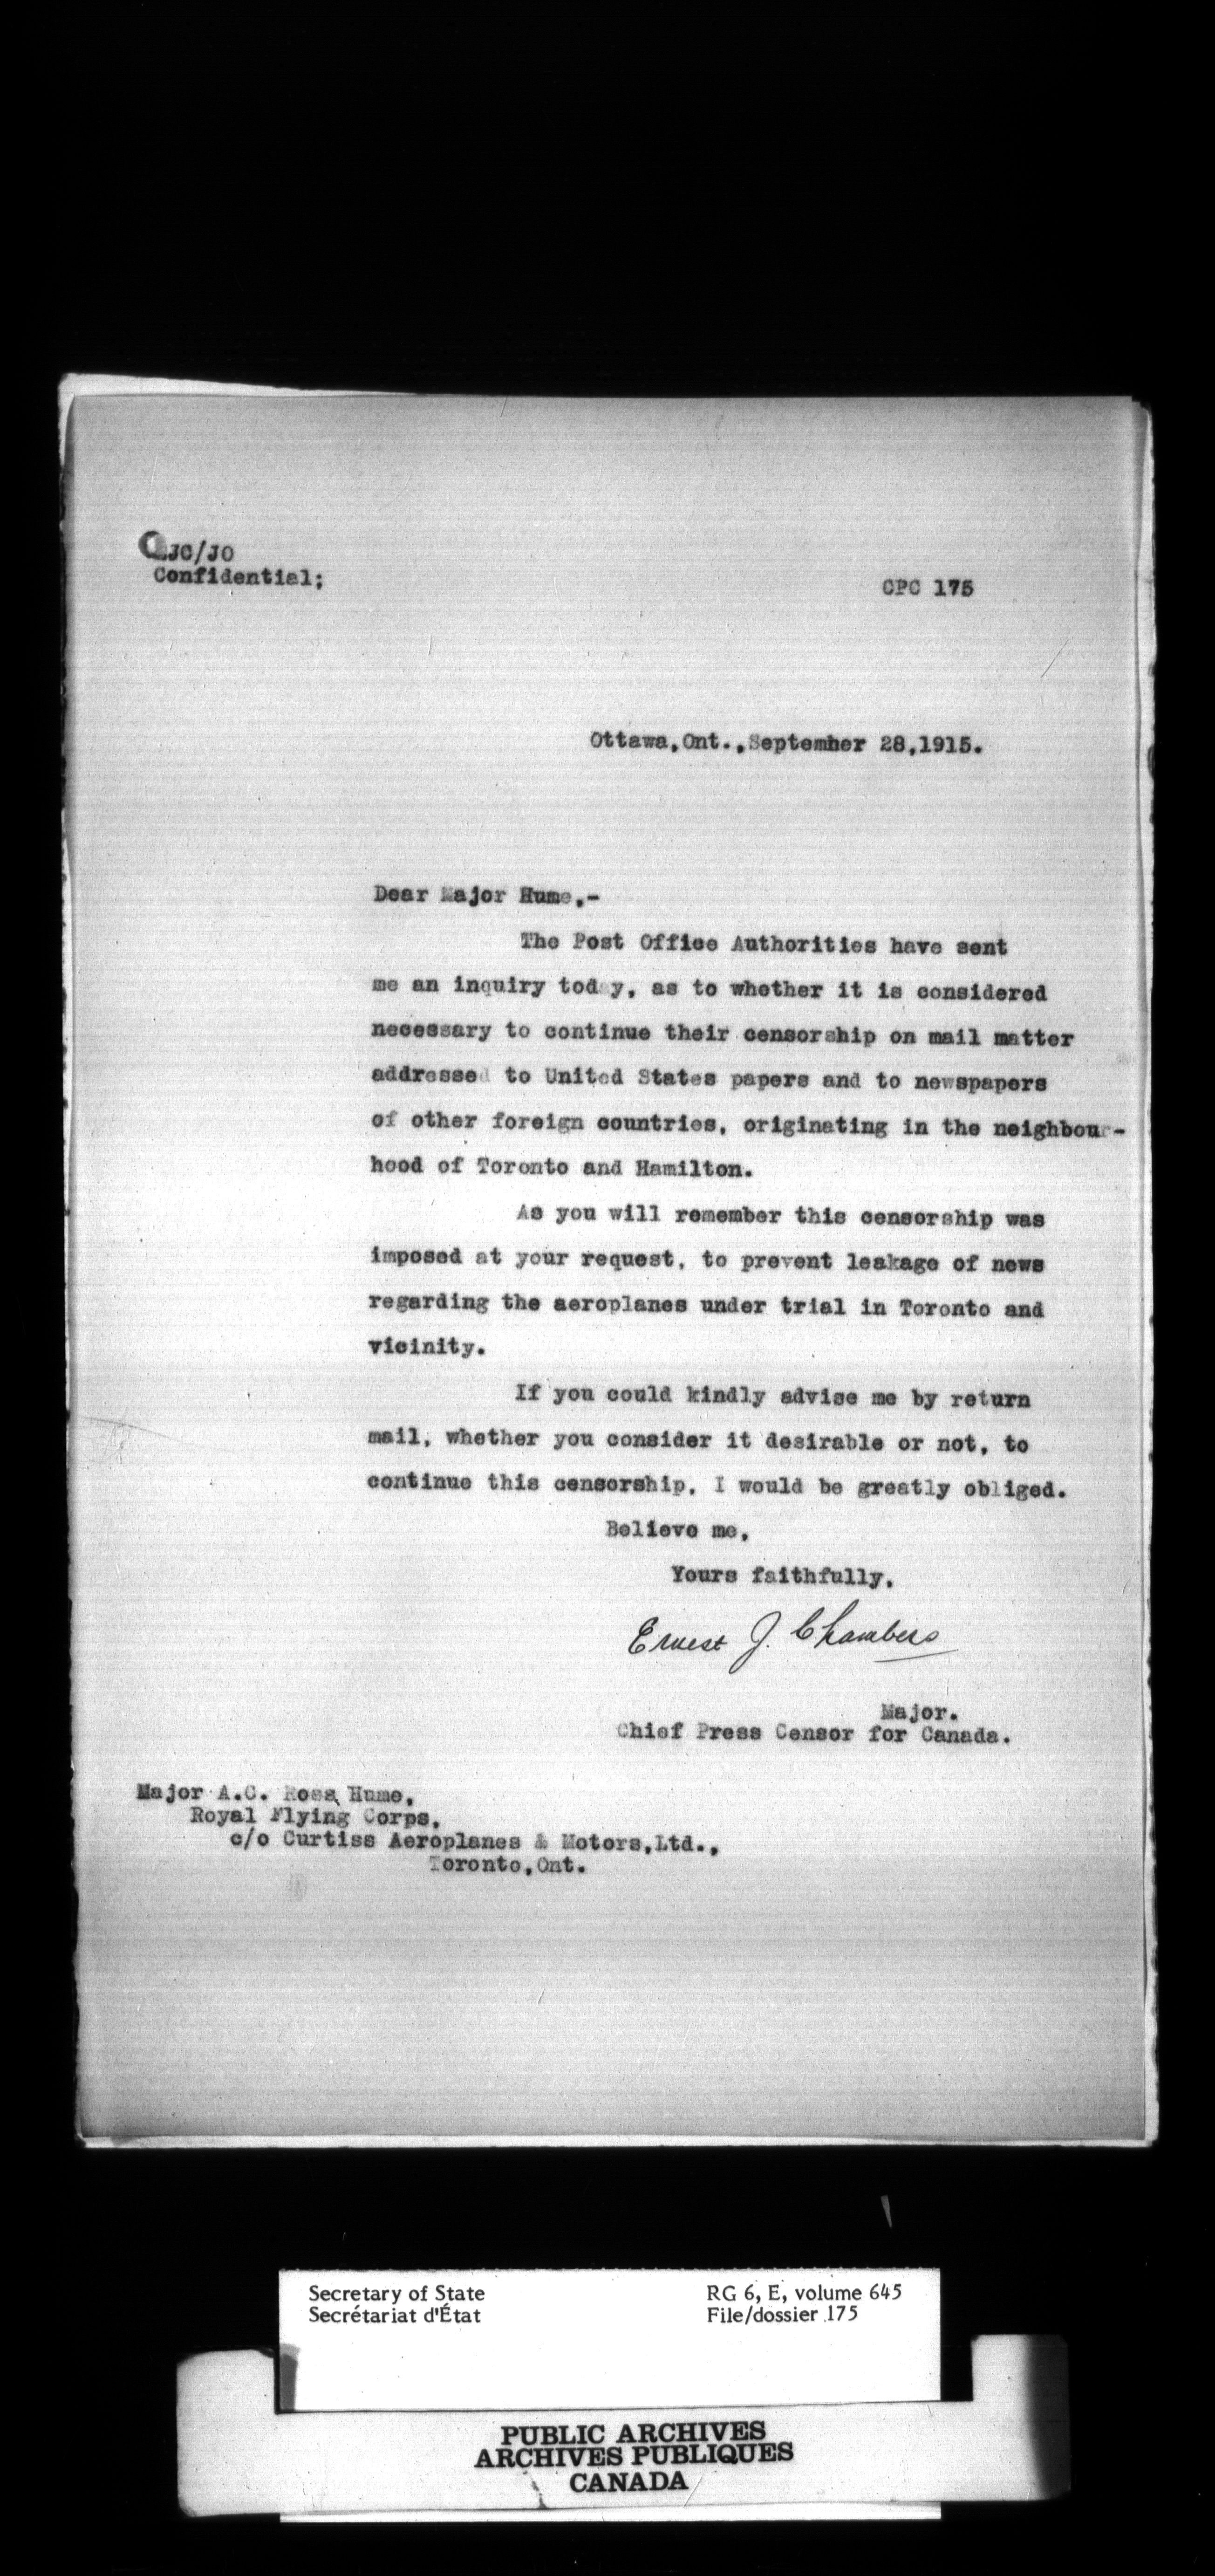 JC/JO
Confidential;
CPC 175
Ottawa,Ont.,September 28,1915.
Dear Major Hume,-
The Post Office Authorities have sent
me an inquiry today, as to whether it is considered
necessary to continue their censorship on mail matter
addressed to United States papers and to newspapers
of other foreign countries, originating in the neighbour-
hood of Toronto and Hamilton.
As you will remember this censorship was
imposed at your request, to prevent leakage of news
regarding the aeroplanes under trial in Toronto and
vicinity.
If you could kindly advise me by return
mail, whether you consider it desirable or not, to
continue this censorship, I would be greatly obliged.
Believe me,
Yours faithfully,
Ernest J. Chambers
Major.
Chief Press Censor for Canada.
Major A.C. Ross Hume,
Royal Flying Corps,
c/o Curtiss Aeroplanes & Motors,Ltd.,
Toronto,Ont.
Secretary of State
Secrétariat d'État
RG 6, E, volume 645
File/dossier 175
PUBLIC ARCHIVES
ARCHIVES PUBLIQUES
CANADA